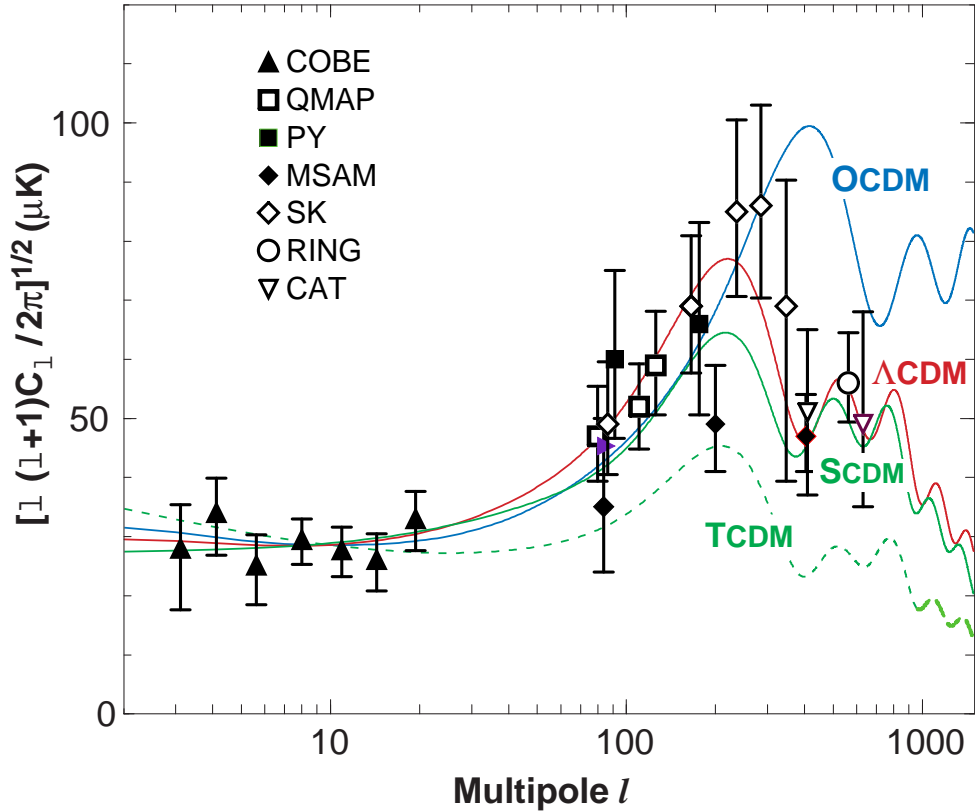 COBE
QMAP
PY
MSAM
SK
RING
CAT
100
50
0
[l (l+1)C_l /2π]^1/2 (μK)
OCDM
ΛCDM
SCDM
TCDM
10
100
1000
Multipole l